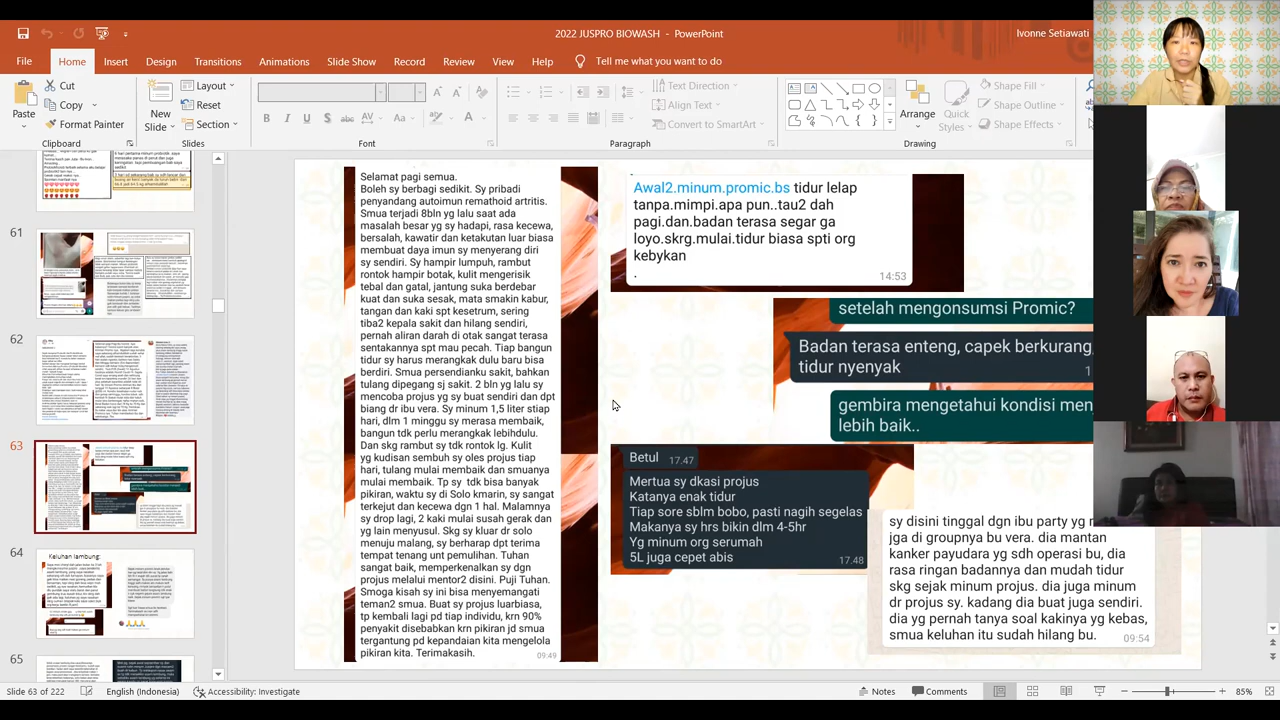 2022 JUSPRO BIOWASH - PowerPoint
Ivonne Setiawati
File
Home
Insert
Design
Transitions
Animations
Slide Show
Record
Review
View
Help
Tell me what you want to do
Paste
Cut
Copy
Format Painter
Clipboard
New
Slide
Layout
Reset
Section
Slides
Font
Text Direction
Align Text
Convert to SmartArt
Paragraph
Arrange
Quick
Styles
Shape Fill
Shape Outline
Shape Effects
Drawing
61
62
63
64
Keluhan lambung:
65
Selamat pagi semua.
Boleh sy berbagi sedikit. Sy pribadi
penyandang autoimun remathoid artritis.
Smua terjadi 8bln yg lalu saat ada
masalah besar yg sy hadapi, rasa kecewa,
bersalah, kawatir dan ketakutan luar biasa
membuat daya imun sy menyerang diri
sy sendiri. Sy hampir lumpuh, rambut
rontok hampir botak, kulit mengerisik
tebal dan gatal, jantung suka berdebar
kuat dan suka sesak, mata smakin kabur,
tangan dan kaki spt kesetrum, sering
tiba2 kepala sakit dan hilang sendiri,
pernah aliran darah di otak sangat terasa
sentakannya spt mau pecah. Tiap bangun
tidur sy harus merangkak dulu baru bisa
berdiri. Smua persendianku sakit, bahkan
tulang dipegang sj sakit. 2 bln yg lalu sy
mencoba projus yg sy buat sendiri dan dpt
biang dr ibu vera. Sy minum 1,5 liter stiap
hari, dlm 1 minggu sy merasa membaik,
bangun tdk perlu merangkak lebihdulu.
Dan skg rambut sy tdk rontok lg. Kulit
yg kudisan sembuh sy oles projus tiap
hari, tulang mulai membaik dan smuanya
mulai membaik. Tp sy tdk bisa banyak
pikiran, waktu sy di Solo kmarin, sy sangat
terkejut dan kecewa dgn 1 hal. Malamnya
sy drop lagi, 2 kaki mulai susah gerak dan
yg lain menyusul. Skg sy kluar dr solo
menuju malang, sy berharap dpt terima
tempat tenang unt pemulihan. Tuhan
sangat baik, memperkenalkan sy dgn
projus melalui mentor2 disini. Puji Tuhan.
Smoga kisah sy ini bisa menyemangati
teman2 smua. Buat sy projus luarbiasa,
tp kembali lagi pd tiap individu, krn 90%
penyakit disebabkan krn pikiran jd smua
tergantung pd kepandaian kita mengelola
pikiran kita. Terimakasih.
09:49
Awal2.minum.promic.bs tidur lelap
tanpa.mimpi.apa pun..tau2 dah
pagi.dan.badan terasa segar ga
loyo.skrg.mulai.tidur biasa spti org
kebykan
.
14:53
setelah mengonsumsi Promic?
Badan teasa enteng, capek berkurang
tidur nyenyak
gembira mengetahui kondisi men
lebih baik..
Betul
17.47
Mertua sy dkasi projus
Katanya enak tidur
Tiap sore sblm bobo, pasti nagih segelas
Makanya sy hrs bikin dlm 4-5hr
Yg minum org serumah
5L juga cepet abis
17.48
sy disini tinggal dgn ibu party yg
jga di groupnya bu vera. dia mantan
kanker payudara yg sdh operasi bu, dia
rasa ringan badannya dan mudah tidur
skg sejak minum projus. dia juga minum
dr projus sy. kadang dia buat juga sendiri.
dia yg pernah tanya soal kakinya yg kebas,
smua keluhan itu sudah hilang bu.
09:54
Slide 63 of 222
English (Indonesia)
Accessibility: Investigate
Notes
Comments
85%